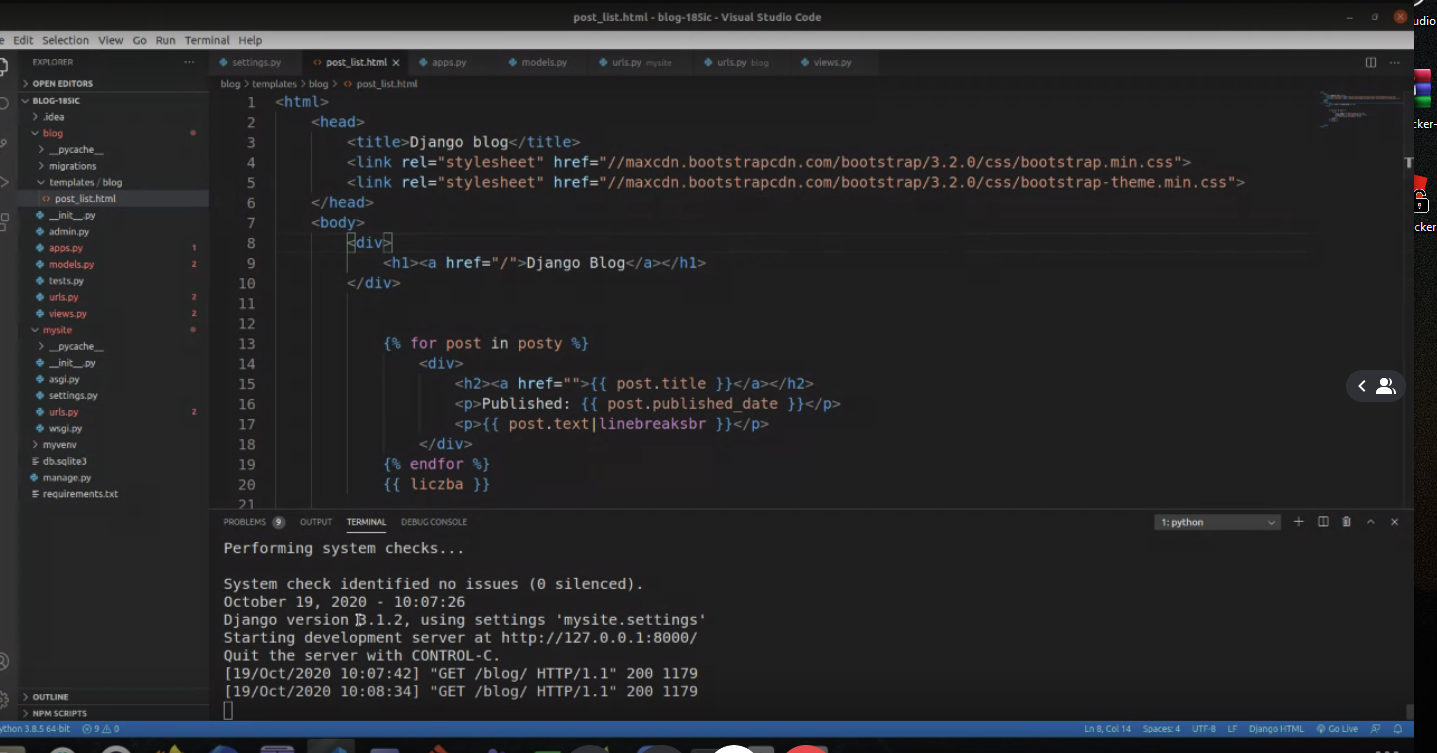 post_list.html - blog-185ic - Visual Studio Code
udio
Edit Selection View Go Run Terminal Help
EXPLORER
settings.py post_list.html apps.py models.py urls.py mysite urls.py blog views.py
OPEN EDITORS
blog > templates > blog > post_list.html
BLOG-185IC
.idea
blog
__pycache__
migrations
templates / blog
post_list.html
__init__.py
admin.py
apps.py 1
models.py 2
tests.py
urls.py 2
views.py 2
mysite
__pycache__
__init__.py
asgi.py
settings.py
urls.py 2
wsgi.py
myvenv
db.sqlite3
manage.py
requirements.txt
OUTLINE
NPM SCRIPTS
1 <html>
2 <head>
3 <title>Django blog</title>
4 <link rel="stylesheet" href="//maxcdn.bootstrapcdn.com/bootstrap/3.2.0/css/bootstrap.min.css">
5 <link rel="stylesheet" href="//maxcdn.bootstrapcdn.com/bootstrap/3.2.0/css/bootstrap-theme.min.css">
6 </head>
7 <body>
8 <div>
9 <h1><a href="/">Django Blog</a></h1>
10 </div>
11
12
13 {% for post in posty %}
14 <div>
15 <h2><a href="">{{ post.title }}</a></h2>
16 <p>Published: {{ post.published_date }}</p>
17 <p>{{ post.text|linebreaksbr }}</p>
18 </div>
19 {% endfor %}
20 {{ liczba }}
21
cker-
cker
PROBLEMS 9 OUTPUT TERMINAL DEBUG CONSOLE 1: python
Performing system checks...
System check identified no issues (0 silenced).
October 19, 2020 - 10:07:26
Django version 3.1.2, using settings 'mysite.settings'
Starting development server at http://127.0.0.1:8000/
Quit the server with CONTROL-C.
[19/Oct/2020 10:07:42] "GET /blog/ HTTP/1.1" 200 1179
[19/Oct/2020 10:08:34] "GET /blog/ HTTP/1.1" 200 1179
ython 3.8.5 64-bit 9 0 Ln 8, Col 14 Spaces: 4 UTF-8 LF Django HTML Go Live